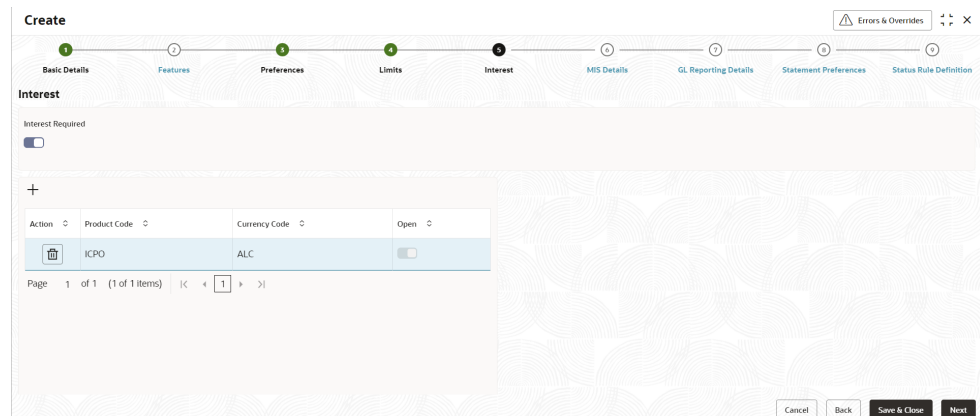 Create
Errors & Overrides
1 2 3 4 5 6 7 8 9
Basic Details Features Preferences Limits Interest MIS Details GL Reporting Details Statement Preferences Status Rule Definition
Interest
Interest Required
Action Product Code Currency Code Open
ICPO ALC
Page 1 of 1 (1 of 1 items) 1
Cancel Back Save & Close Next